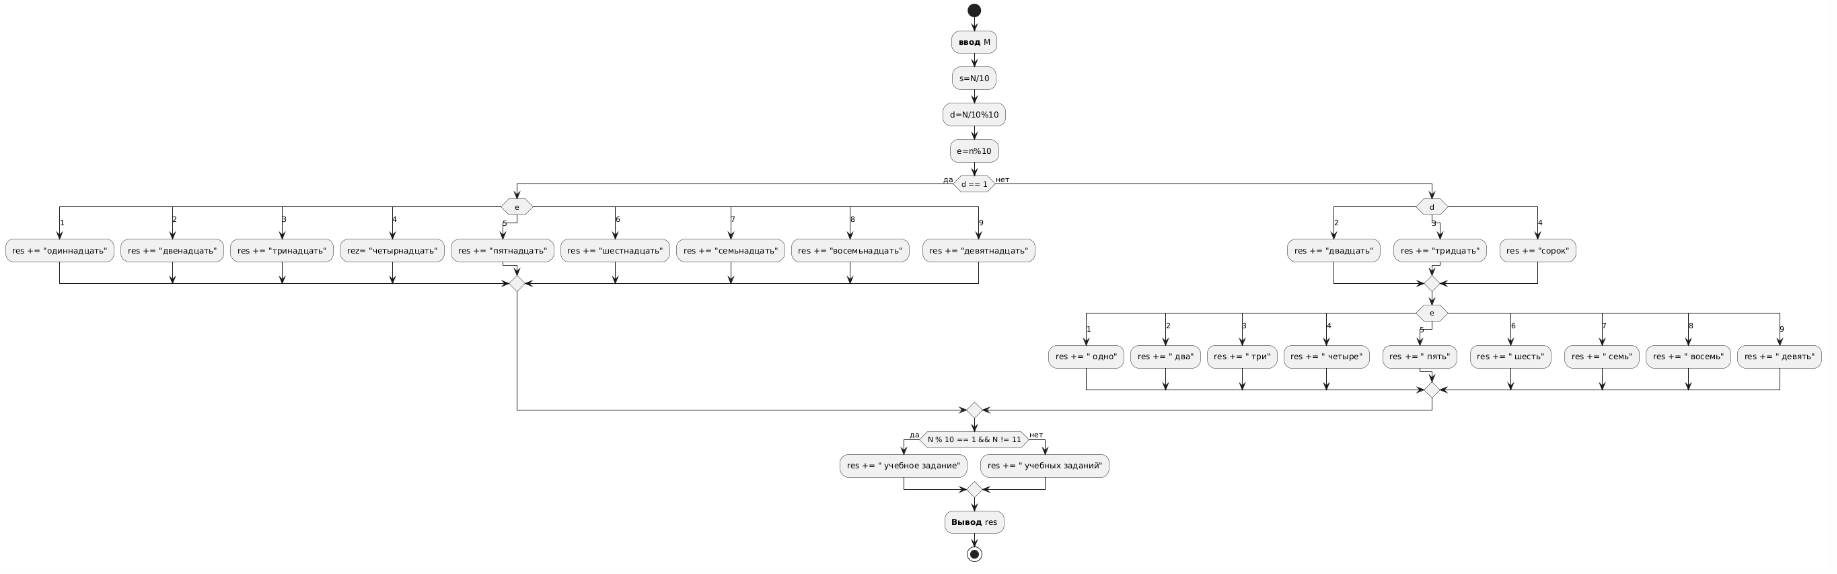 ввод M
s=N/10
d=N/10%10
e=n%10
да
d == 1
нет
e
1
2
3
4
5
6
7
8
9
res += "одиннадцать"
res += "двенадцать"
res += "тринадцать"
rez= "четырнадцать"
res += "пятнадцать"
res += "шестнадцать"
res += "семьнадцать"
res += "восемьнадцать"
res += "девятнадцать"
d
2
3
4
res += "двадцать"
res += "тридцать"
res += "сорок"
e
1
2
3
4
5
6
7
8
9
res += " одно"
res += " два"
res += " три"
res += " четыре"
res += " пять"
res += " шесть"
res += " семь"
res += " восемь"
res += " девять"
да
N % 10 == 1 && N != 11
нет
res += " учебное задание"
res += " учебных заданий"
Вывод res